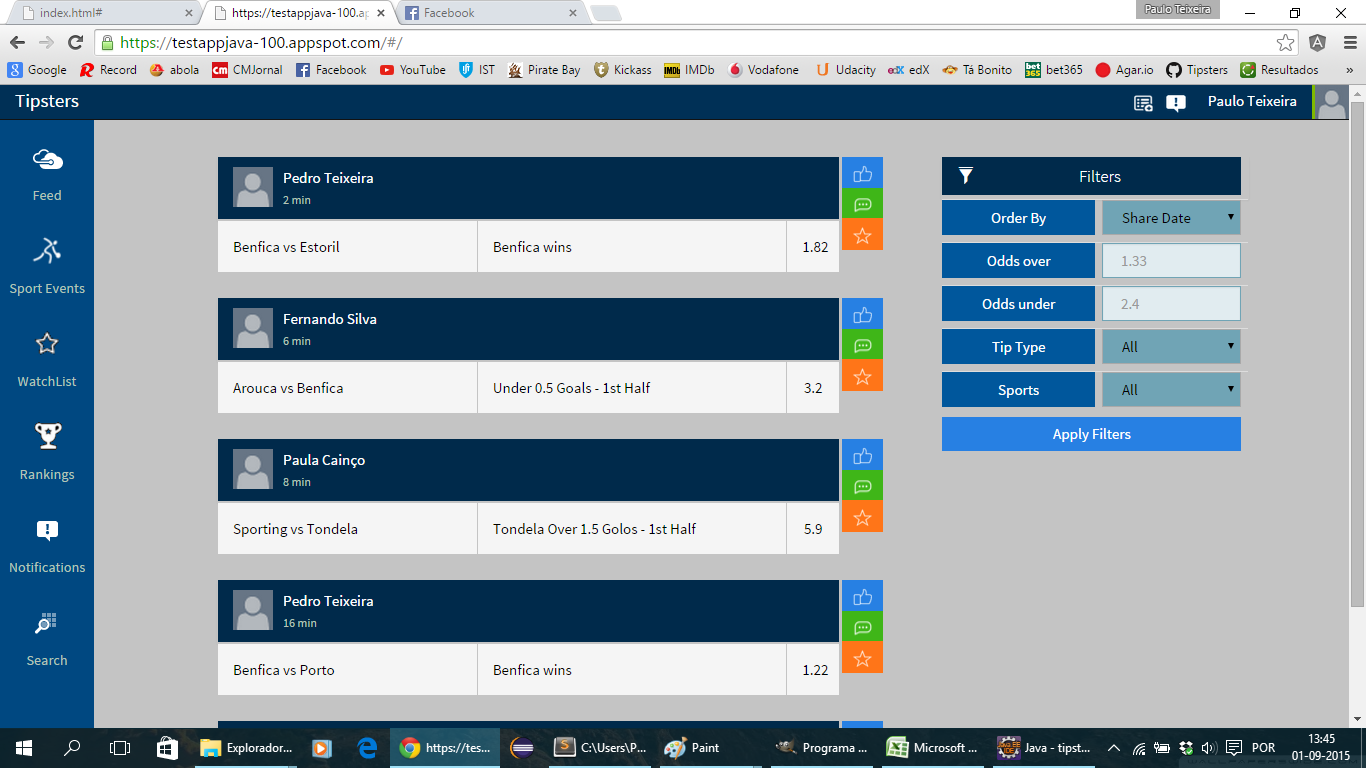 index.html#
https://testappjava-100.ap
Facebook
Paulo Teixeira
https://testappjava-100.appspot.com/#/
Google
Record
abola
CMJornal
Facebook
YouTube
IST
Pirate Bay
Kickass
IMDb
Vodafone
Udacity
edX
Tá Bonito
bet365
Agar.io
Tipsters
Resultados
»
Tipsters
Paulo Teixeira
Feed
Sport Events
WatchList
Rankings
Notifications
Search
Pedro Teixeira
2 min
Benfica vs Estoril
Benfica wins
1.82
Fernando Silva
6 min
Arouca vs Benfica
Under 0.5 Goals - 1st Half
3.2
Paula Cainço
8 min
Sporting vs Tondela
Tondela Over 1.5 Golos - 1st Half
5.9
Pedro Teixeira
16 min
Benfica vs Porto
Benfica wins
1.22
Filters
Order By
Share Date
Odds over
1.33
Odds under
2.4
Tip Type
All
Sports
All
Apply Filters
Explorador...
https://tes...
C:\Users\P...
Paint
Programa ...
Microsoft ...
Java - tipst...
POR
13:45
01-09-2015